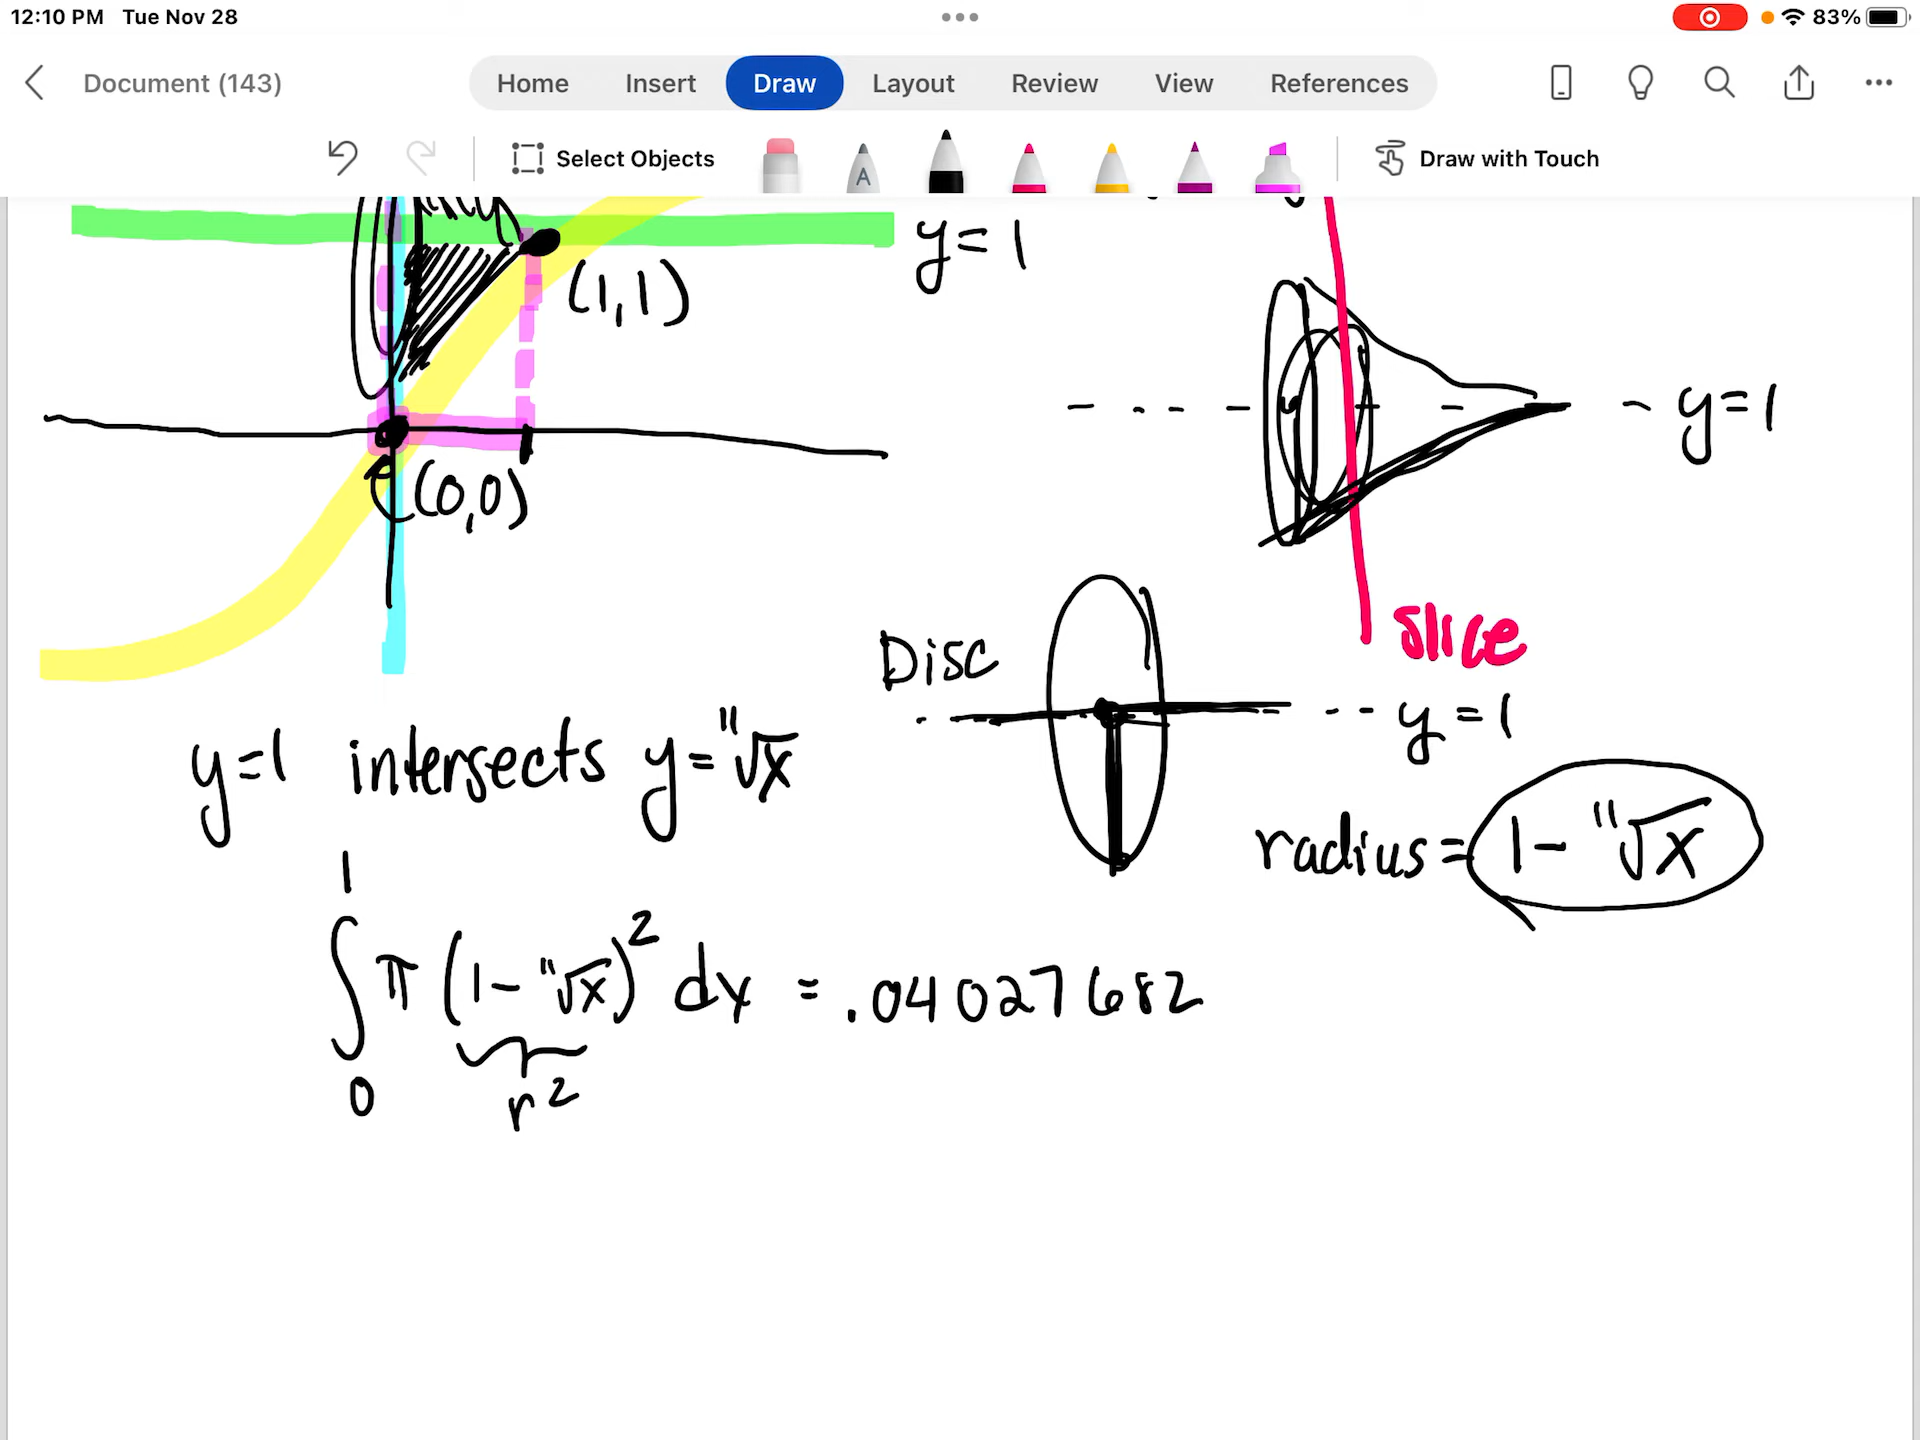 12:10 PM Tue Nov 28
83%
Document (143)
Home Insert Draw Layout Review View References
Select Objects
A
Draw with Touch
y=1
(1,1)
y=1
(0,0)
slice
Disc
y=1
y=1 intersects y=¹¹√x
radius = 1-¹¹√x
∫₀¹ π (1-¹¹√x)² dx = .04027682
r²